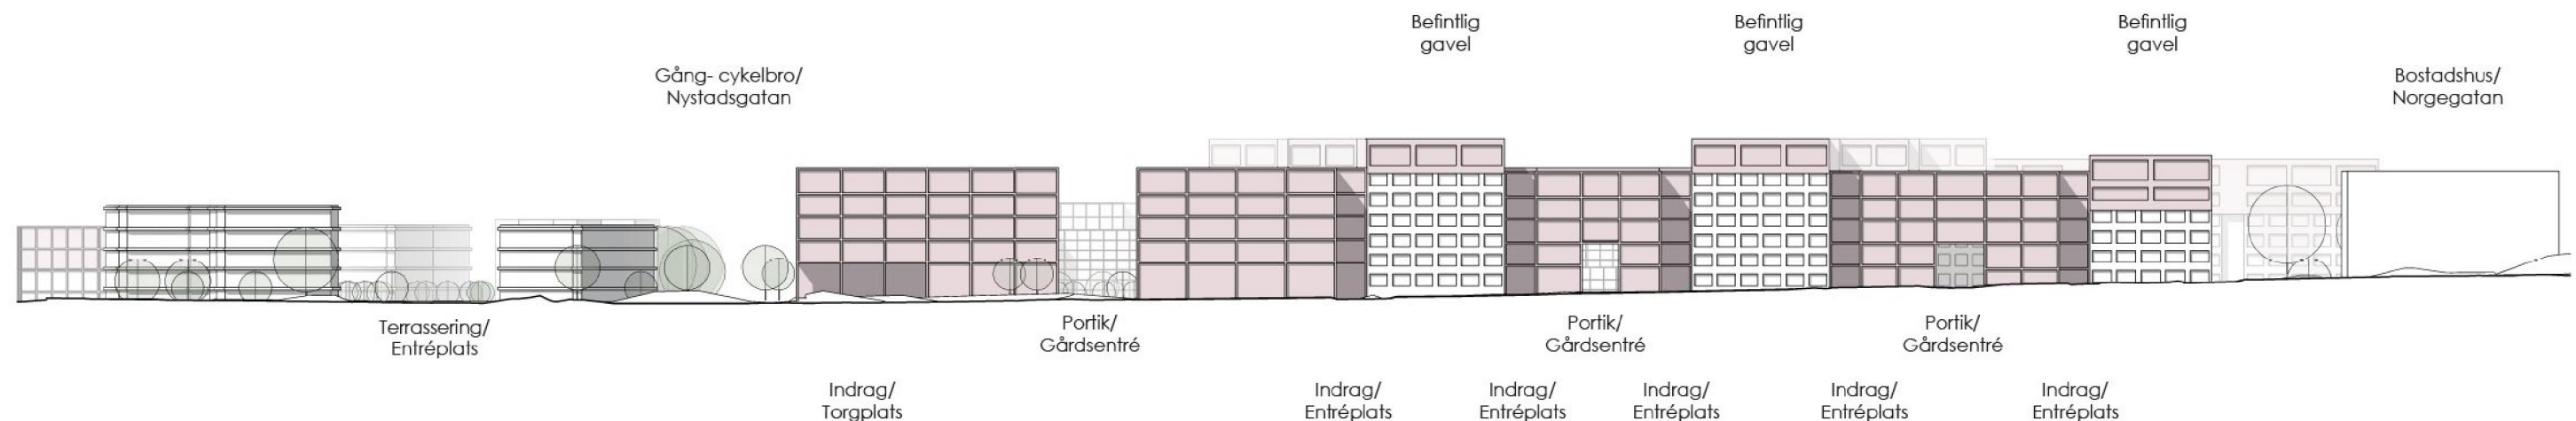 Befintlig
gavel
Befintlig
gavel
Befintlig
gavel
Gång- cykelbro/
Nystadsgatan
Bostadshus/
Norgegatan
Terrassering/
Entréplats
Portik/
Gårdsentré
Portik/
Gårdsentré
Portik/
Gårdsentré
Indrag/
Torgplats
Indrag/
Entréplats
Indrag/
Entréplats
Indrag/
Entréplats
Indrag/
Entréplats
Indrag/
Entréplats